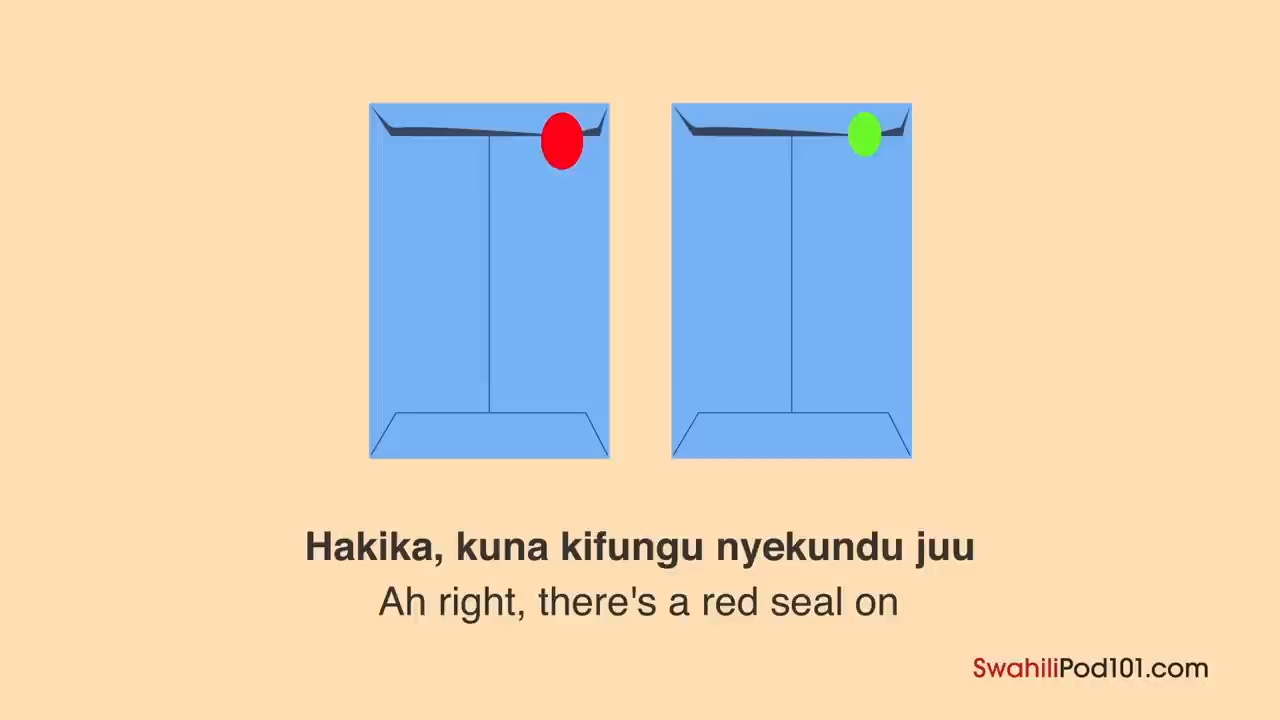 Hakika, kuna kifungu nyekundu juu
Ah right, there's a red seal on
SwahiliPod101.com